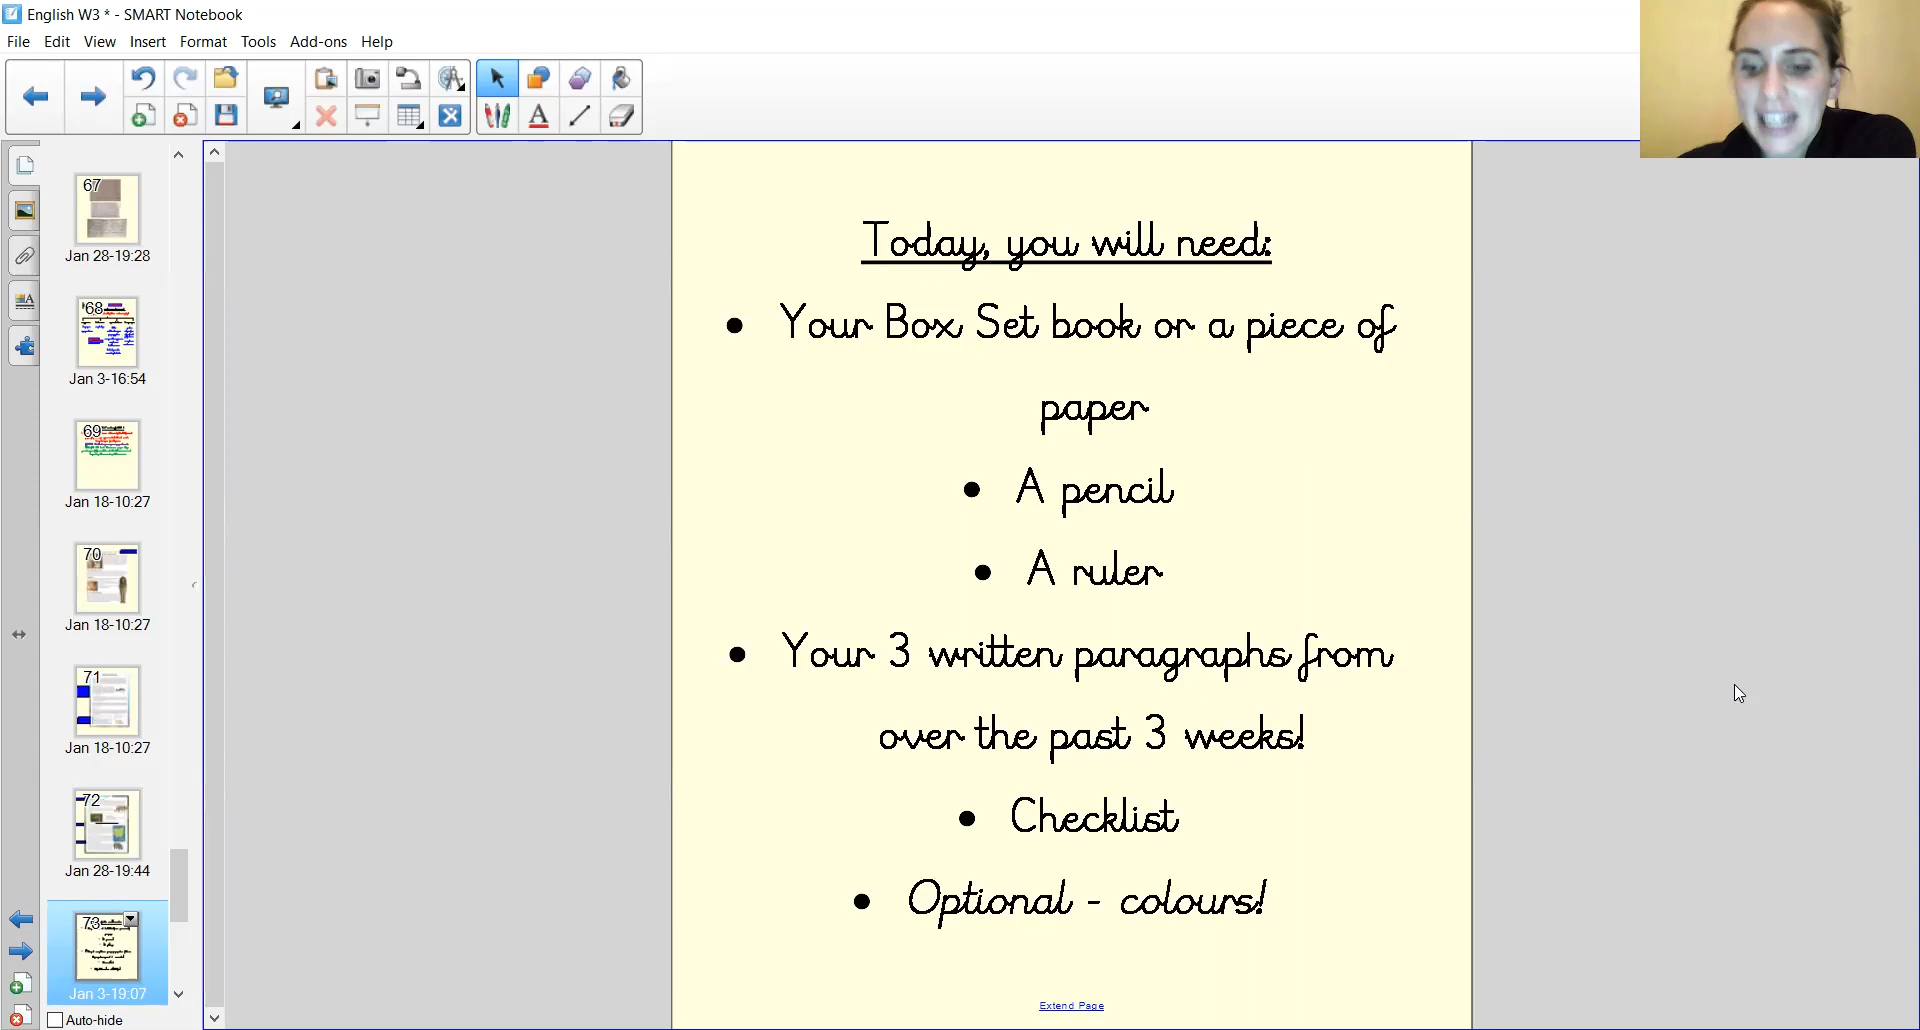 English W3 * - SMART Notebook
File Edit View Insert Format Tools Add-ons Help
67
Jan 28-19:28
68
Jan 3-16:54
69
Jan 18-10:27
70
Jan 18-10:27
71
Jan 18-10:27
72
Jan 28-19:44
73
Jan 3-19:07
Auto-hide
Today, you will need:
• Your Box Set book or a piece of
paper
• A pencil
• A ruler
• Your 3 written paragraphs from
over the past 3 weeks!
• Checklist
• Optional - colours!
Extend Page